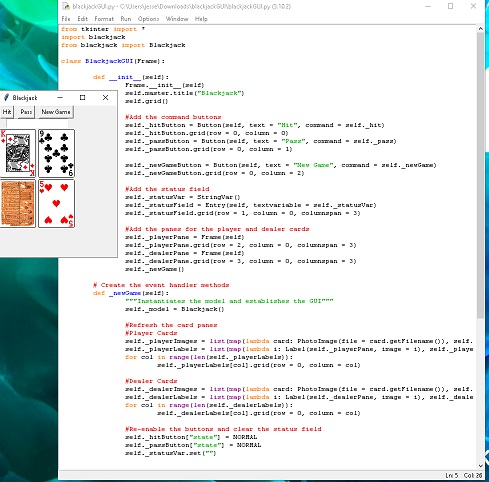 blackjackGUI.py - C:\Users\jesse\Downloads\blackjackGUI\blackjackGUI.py (3.10.2)
File Edit Format Run Options Window Help
from tkinter import *
import blackjack
from blackjack import Blackjack
class BlackjackGUI(Frame):
def __init__(self):
Frame.__init__(self)
self.master.title("Blackjack")
self.grid()
#Add the command buttons
self._hitButton = Button(self, text = "Hit", command = self._hit)
self._hitButton.grid(row = 0, column = 0)
self._passButton = Button(self, text = "Pass", command = self._pass)
self._passButton.grid(row = 0, column = 1)
self._newGameButton = Button(self, text = "New Game", command = self._newGame)
self._newGameButton.grid(row = 0, column = 2)
#Add the status field
self._statusVar = StringVar()
self._statusField = Entry(self, textvariable = self._statusVar)
self._statusField.grid(row = 1, column = 0, columnspan = 3)
#Add the panes for the player and dealer cards
self._playerPane = Frame(self)
self._playerPane.grid(row = 2, column = 0, columnspan = 3)
self._dealerPane = Frame(self)
self._dealerPane.grid(row = 3, column = 0, columnspan = 3)
self._newGame()
# Create the event handler methods
def _newGame(self):
"""Instantiates the model and establishes the GUI"""
self._model = Blackjack()
#Refresh the card panes
#Player Cards
self._playerImages = list(map(lambda card: PhotoImage(file = card.getFilename()), self.
self._playerLabels = list(map(lambda i: Label(self._playerPane, image = i), self._playe
for col in range(len(self._playerLabels)):
self._playerLabels[col].grid(row = 0, column = col)
#Dealer Cards
self._dealerImages = list(map(lambda card: PhotoImage(file = card.getFilename()), self.
self._dealerLabels = list(map(lambda i: Label(self._dealerPane, image = i), self._deale
for col in range(len(self._dealerLabels)):
self._dealerLabels[col].grid(row = 0, column = col)
#Re-enable the buttons and clear the status field
self._hitButton["state"] = NORMAL
self._passButton["state"] = NORMAL
self._statusVar.set("")
Ln: 5 Col: 26
Blackjack
Hit Pass New Game
K 9
K 9
5
5